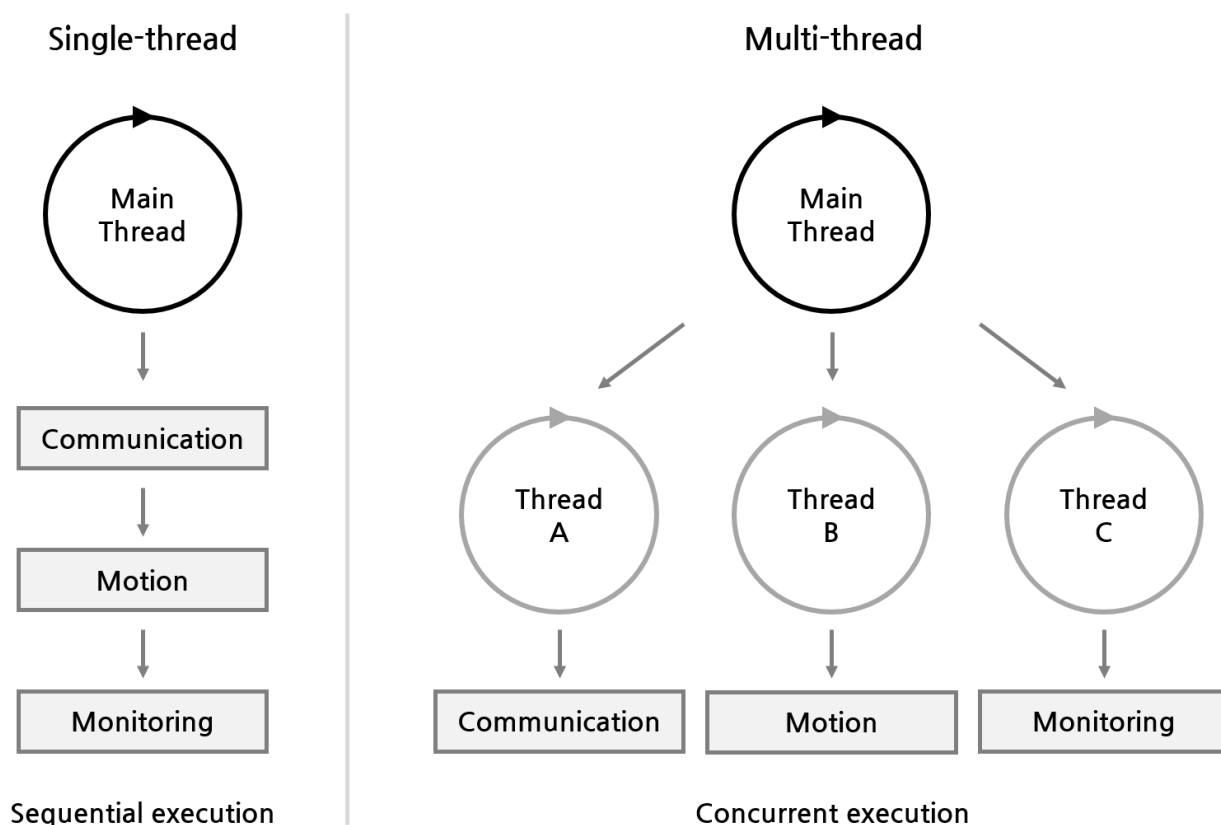 Single-thread
Main
Thread
Communication
Motion
Monitoring
Sequential execution
Multi-thread
Main
Thread
Thread
A
Thread
B
Thread
C
Communication
Motion
Monitoring
Concurrent execution